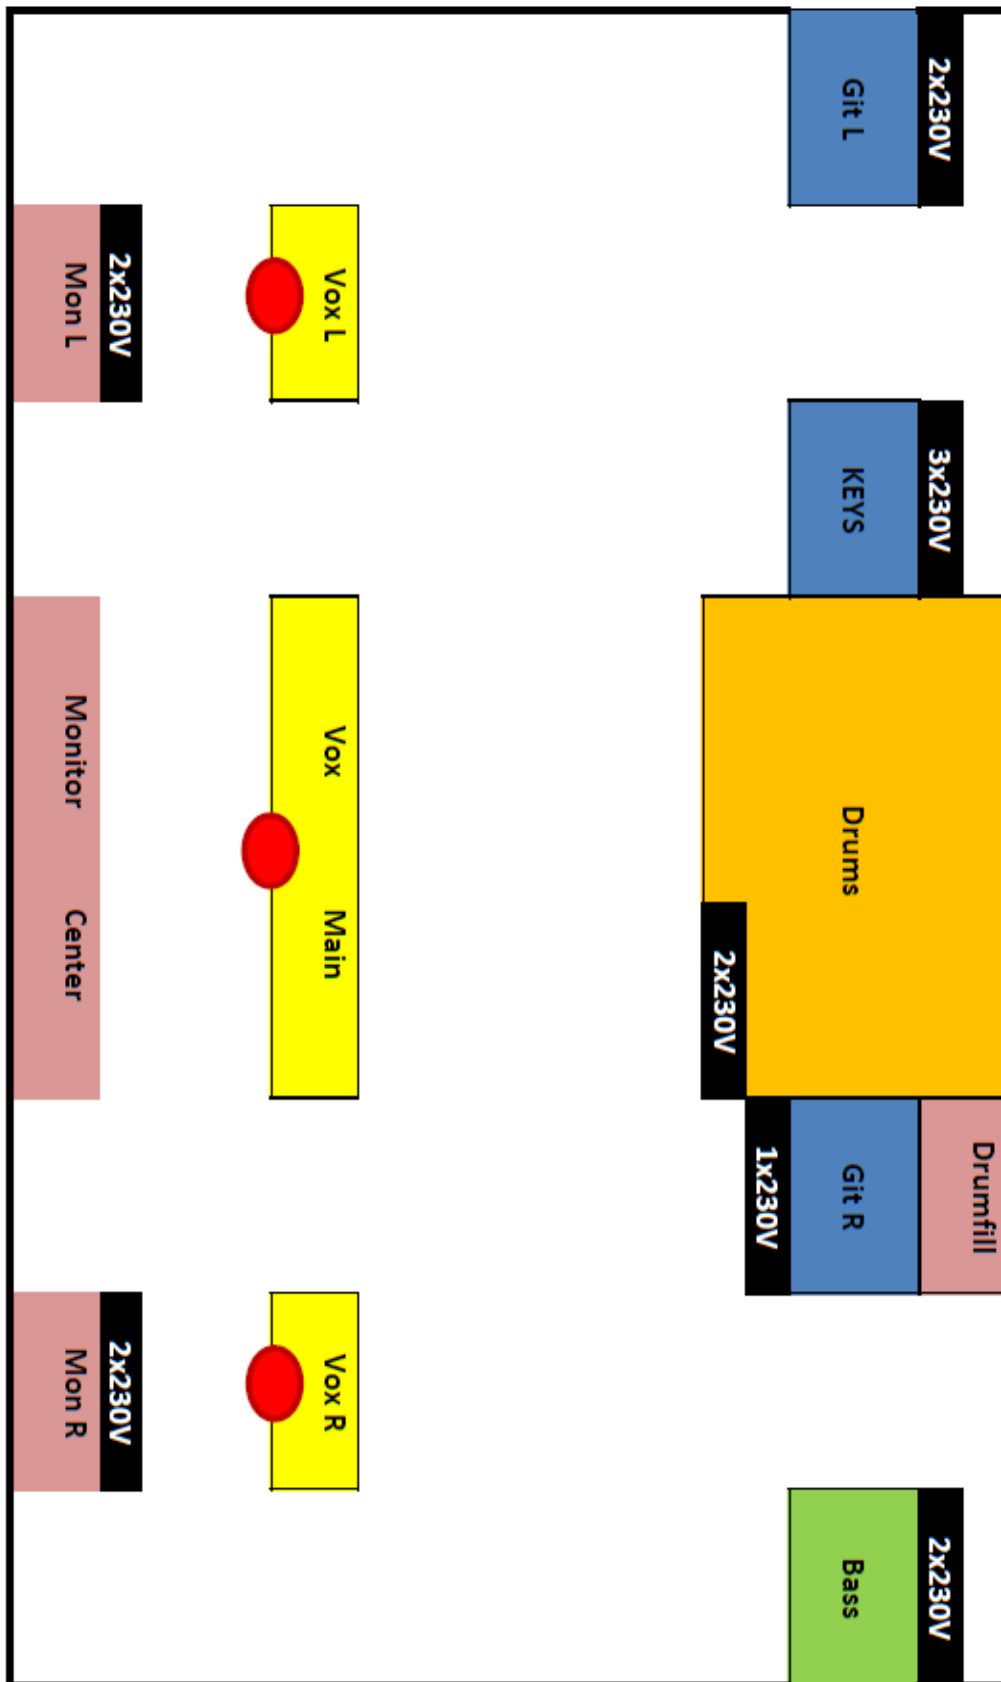 Drumfill
2x230V
3x230V
2x230V
Git L
KEYS
Drums
Git R
Bass
1x230V
2x230V
Vox L
Vox Main
Vox R
2x230V
2x230V
Mon L
Monitor Center
Mon R